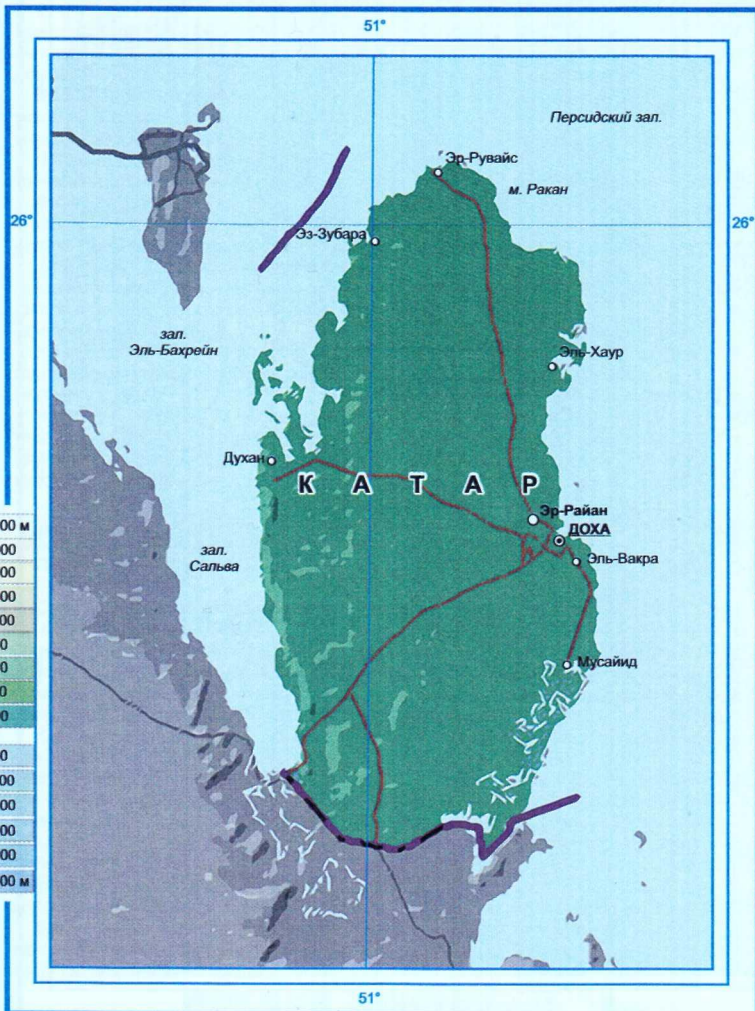 51°
Персидский зал.
Эр-Рувайс
м. Ракан
26°
26°
Эз-Зубара
зал.
Эль-Бахрейн
Эль-Хаур
Духан
КАТАР
Эр-Райан
ДОХА
зал.
Сальва
Эль-Вакра
Мусайид
51°